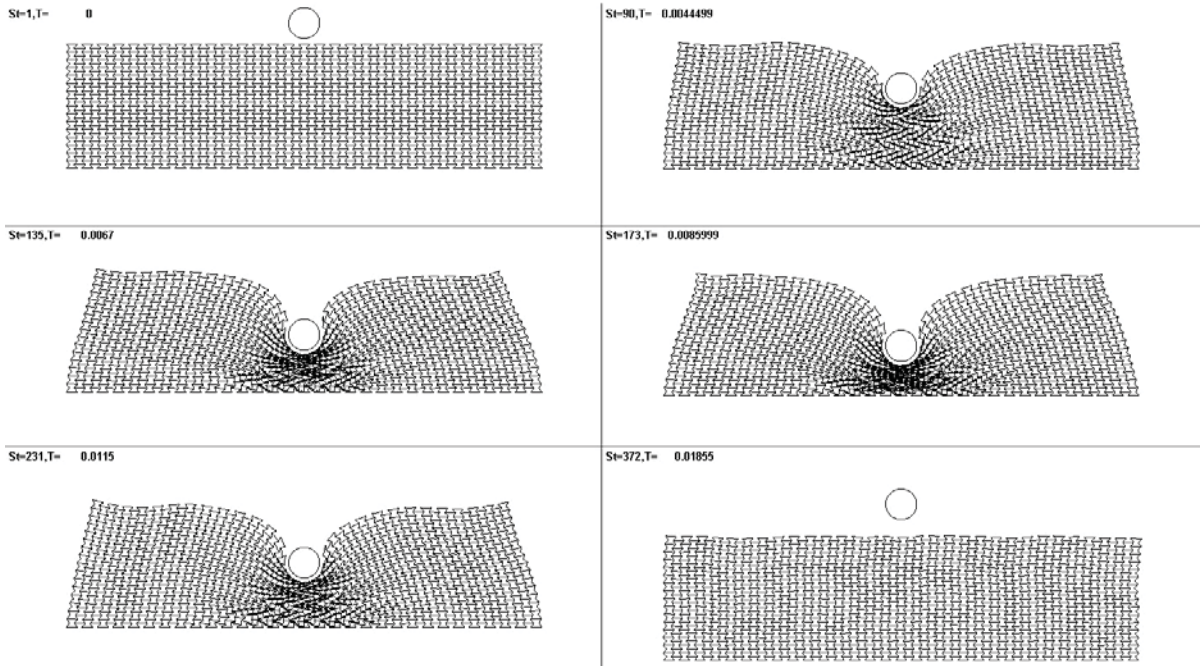 St=1,T= 0
St=90,T= 0.0044499
St=135,T= 0.0067
St=173,T= 0.0085999
St=231,T= 0.0115
St=372,T= 0.01855